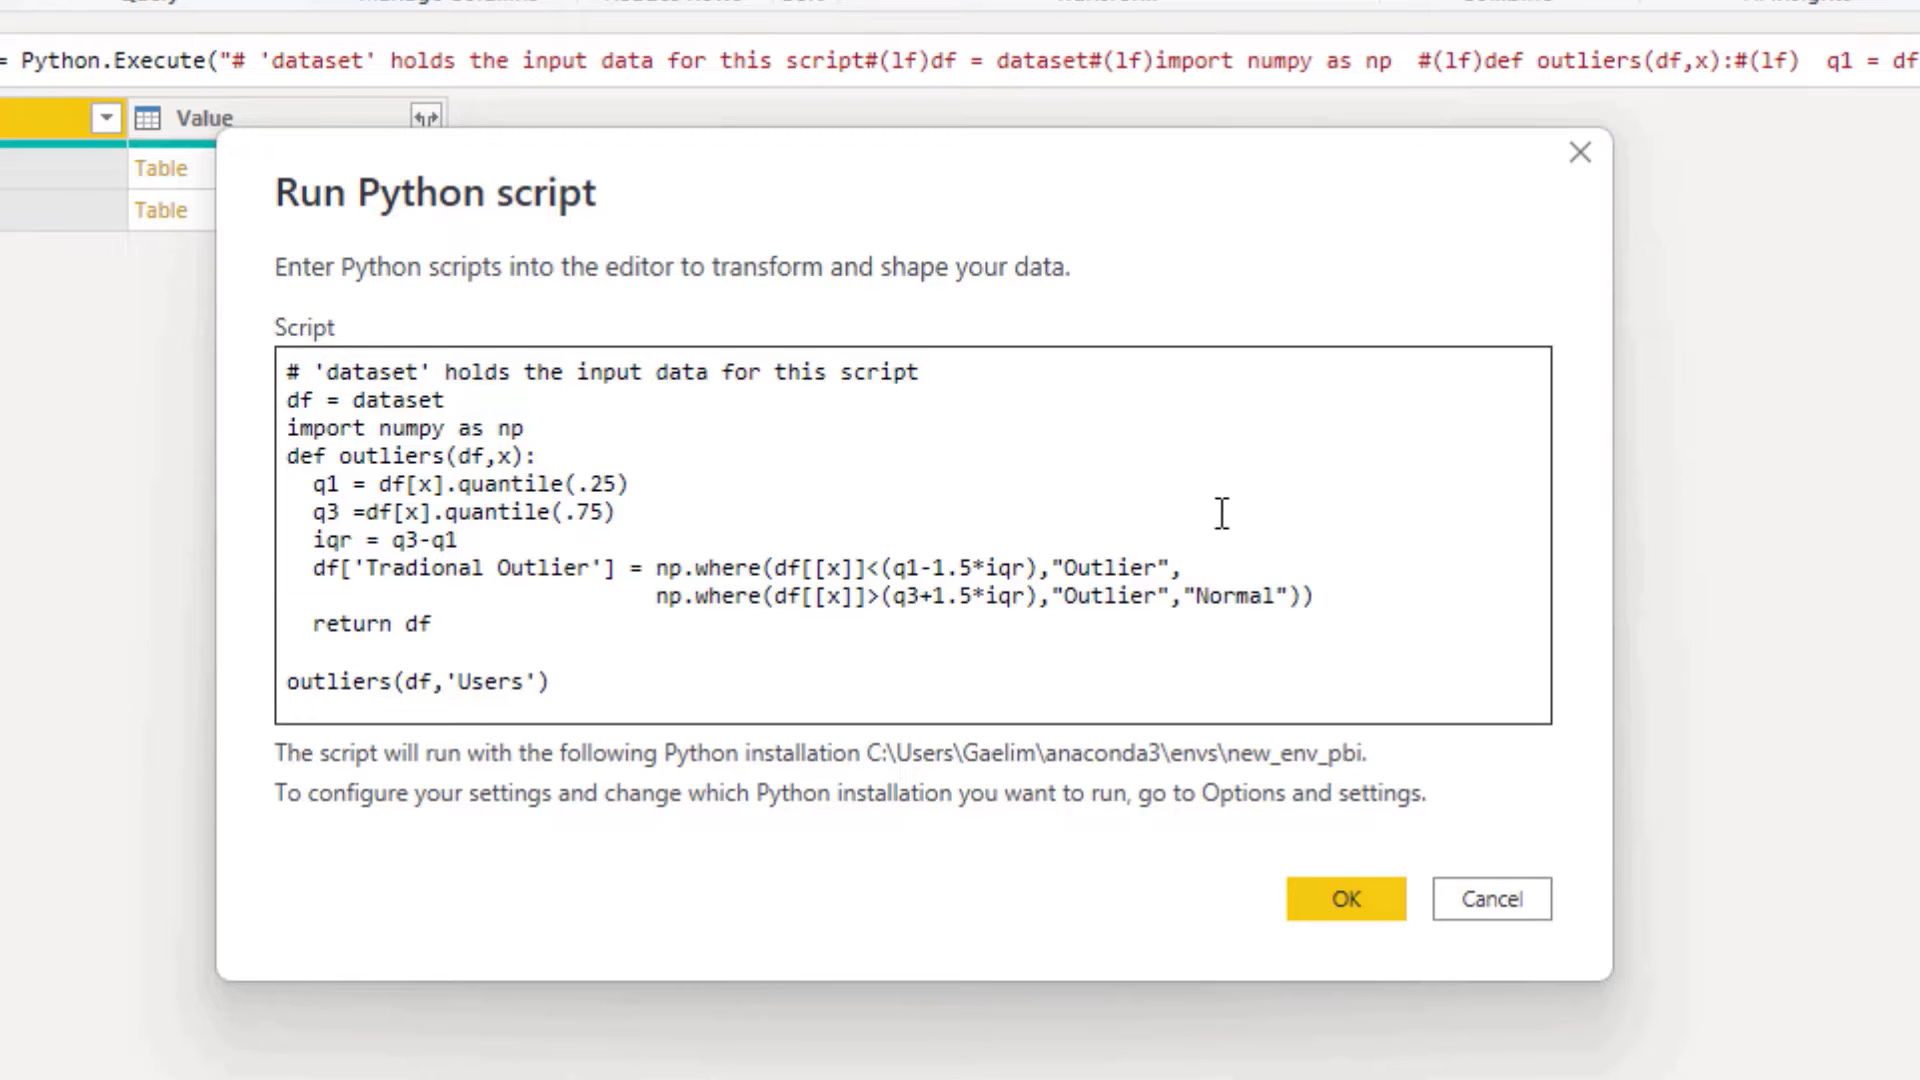 = Python.Execute("# 'dataset' holds the input data for this script#(lf)df = dataset#(lf)import numpy as np  #(lf)def outliers(df,x):#(lf)  q1 = df
Value
Table
Table
Run Python script
Enter Python scripts into the editor to transform and shape your data.
Script
# 'dataset' holds the input data for this script
df = dataset
import numpy as np
def outliers(df,x):
  q1 = df[x].quantile(.25)
  q3 =df[x].quantile(.75)
  iqr = q3-q1
  df['Tradional Outlier'] = np.where(df[[x]]<(q1-1.5*iqr),"Outlier",
                            np.where(df[[x]]>(q3+1.5*iqr),"Outlier","Normal"))
  return df
outliers(df,'Users')
The script will run with the following Python installation C:\Users\Gaelim\anaconda3\envs\new_env_pbi.
To configure your settings and change which Python installation you want to run, go to Options and settings.
OK
Cancel